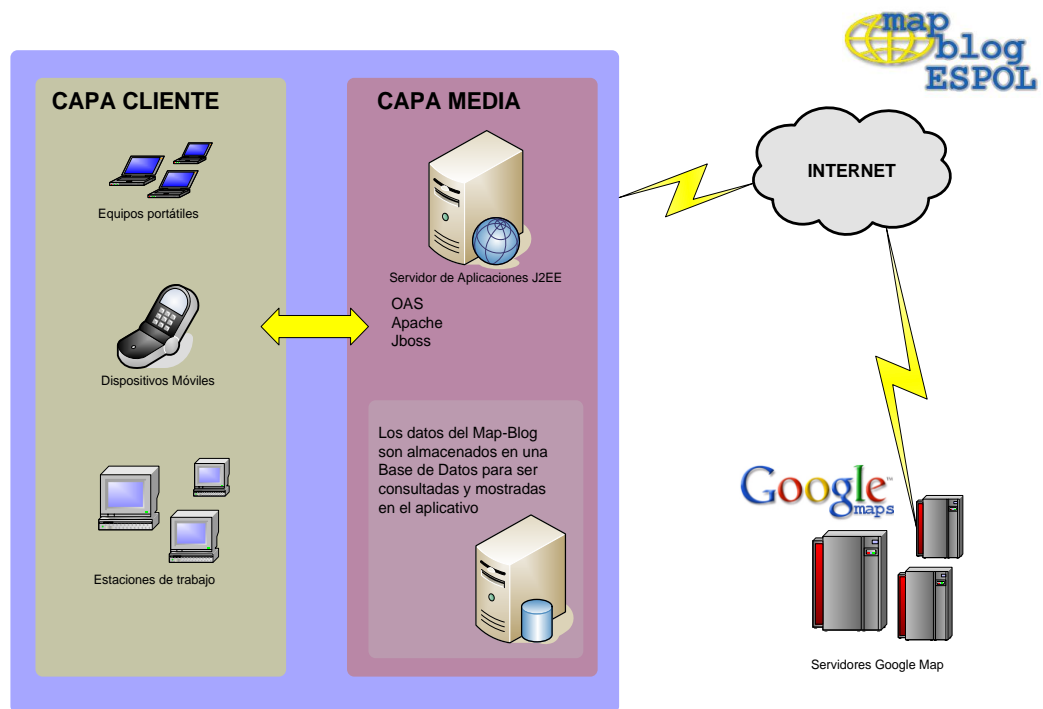 map
blog
ESPOL
CAPA CLIENTE
Equipos portátiles
Dispositivos Móviles
Estaciones de trabajo
CAPA MEDIA
Servidor de Aplicaciones J2EE
OAS
Apache
Jboss
Los datos del Map-Blog
son almacenados en una
Base de Datos para ser
consultadas y mostradas
en el aplicativo
INTERNET
Google™
maps
Servidores Google Map